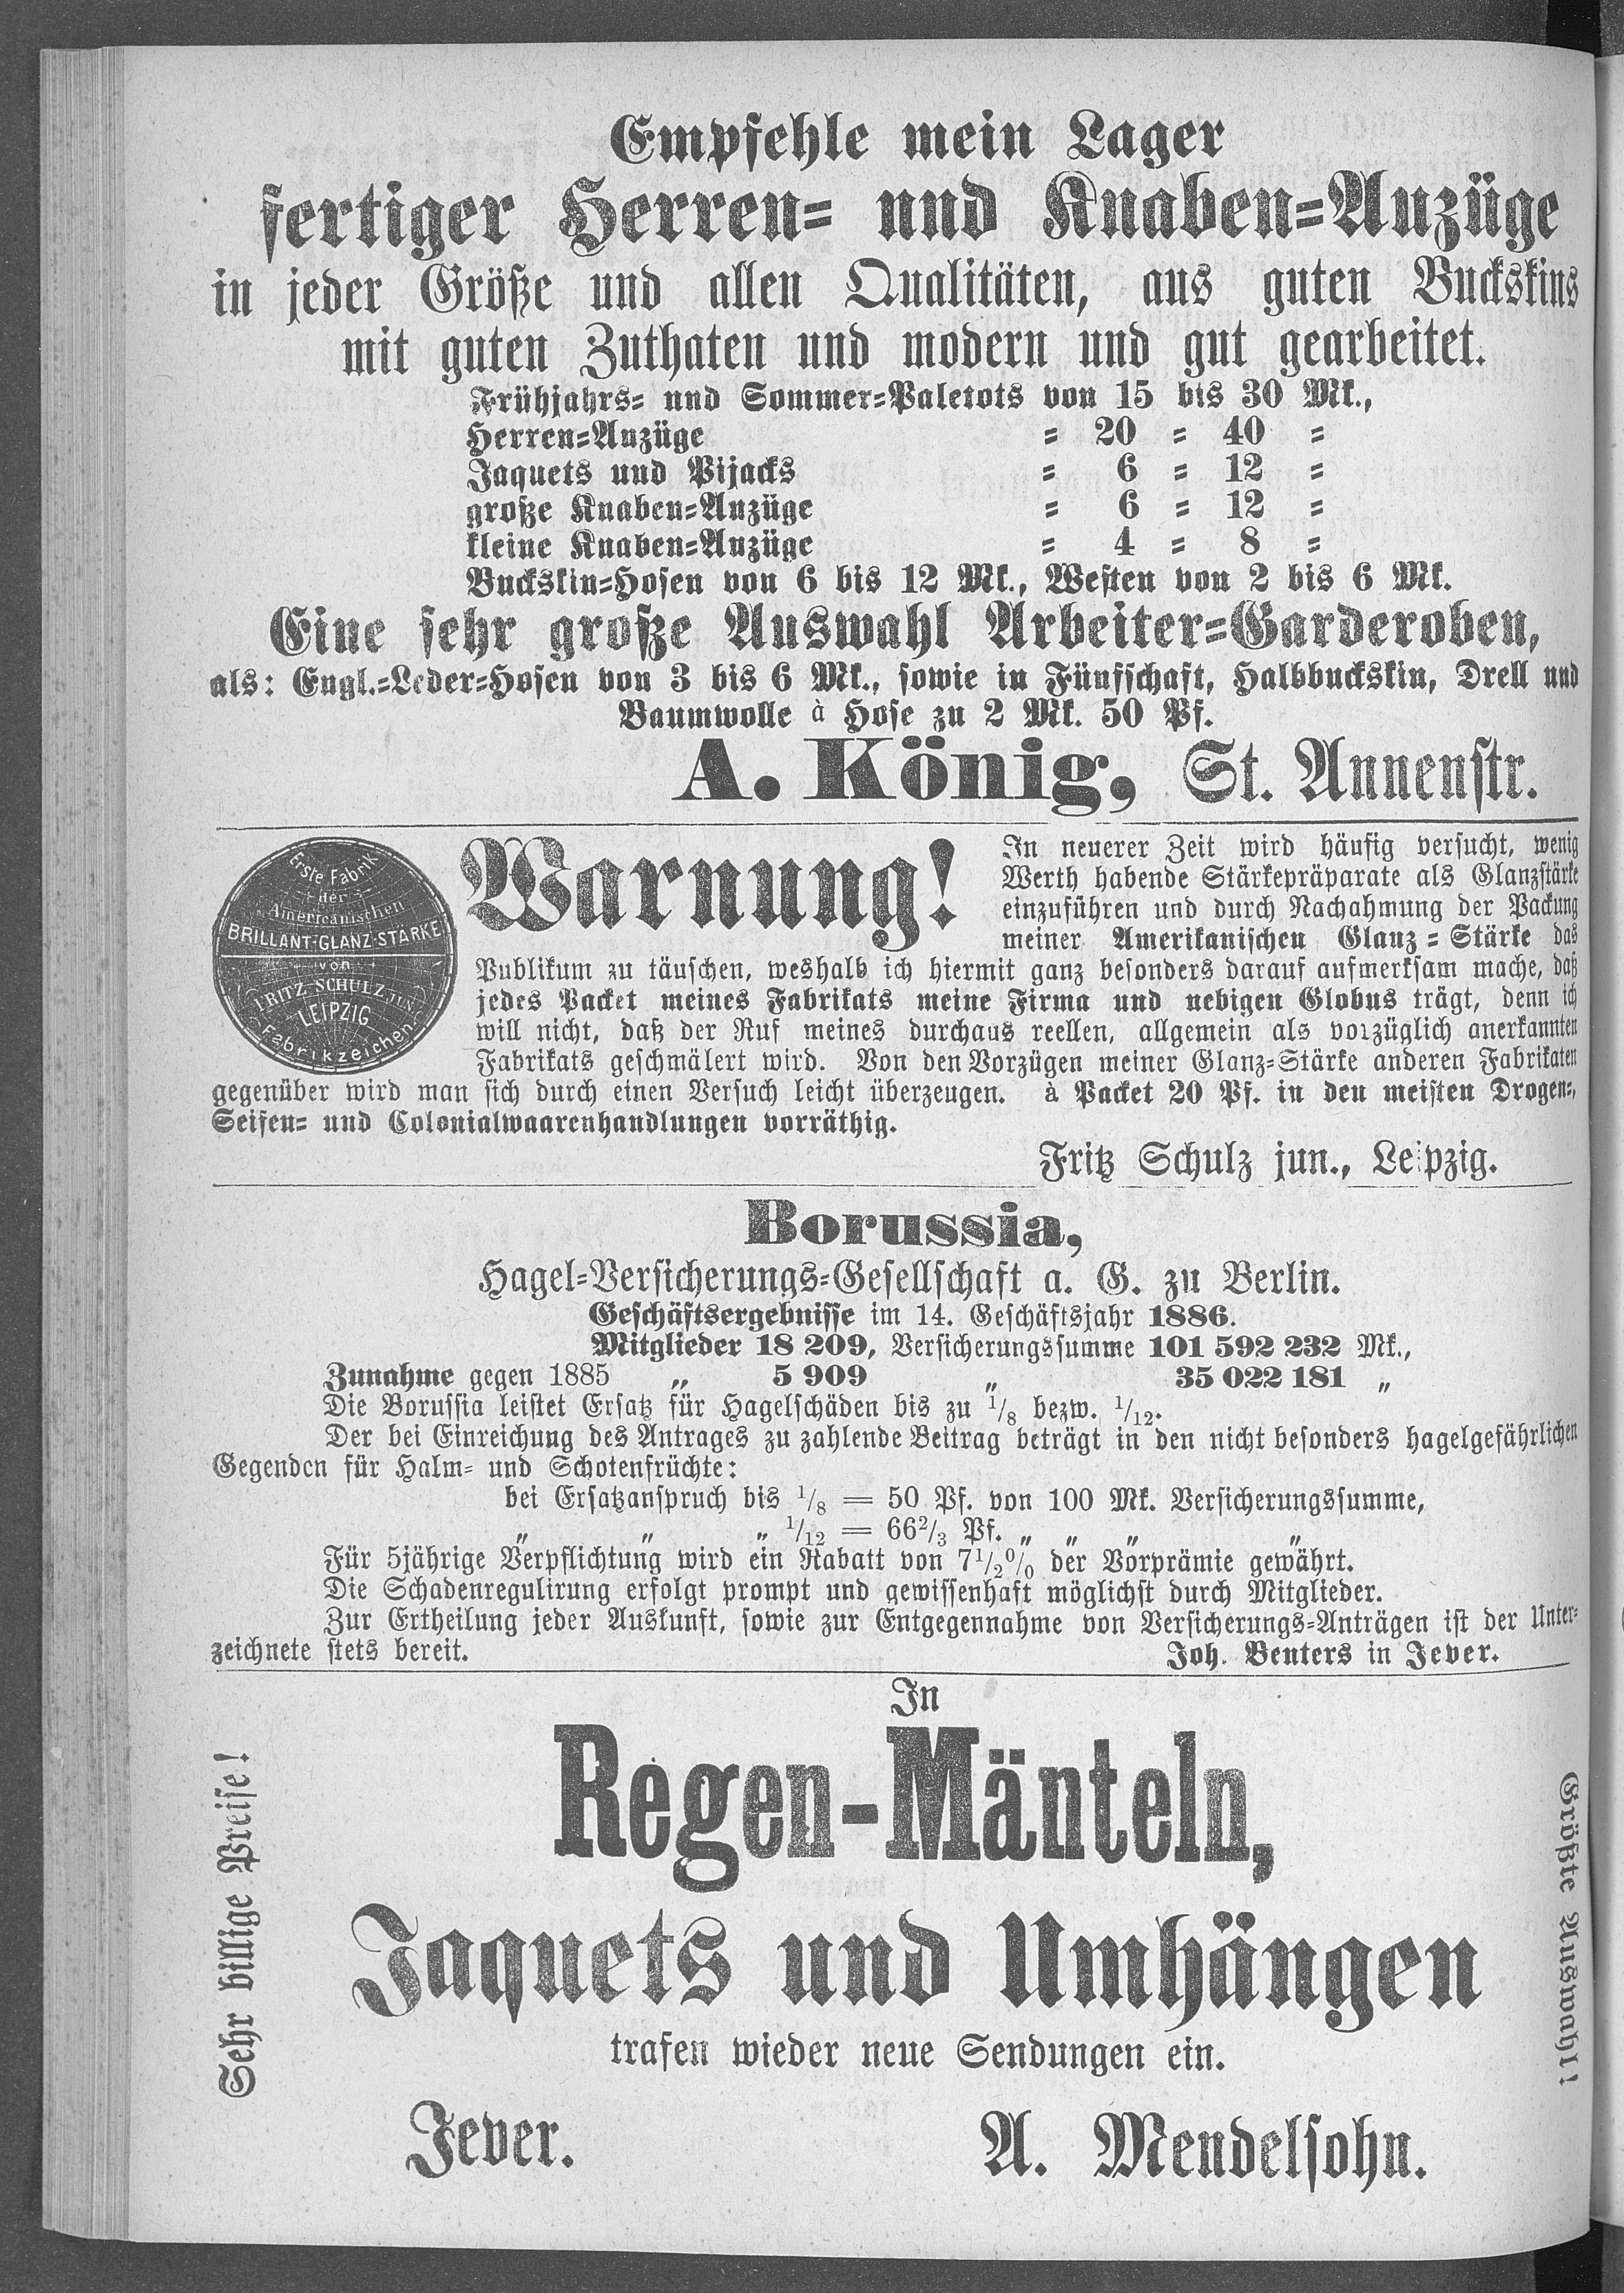 Empfehle mein Lager
fertiger Herren= und Knaben=Anzüge
in jeder Größe und allen Qualitäten, aus guten Buckskins
mit guten Zuthaten und modern und gut gearbeitet.
Frühjahrs= und Sommer=Paletots von 15 bis 30 Mk.,
Herren=Anzüge = 20 = 40 =
Jaquets und Pijacks = 6 = 12 =
große Knaben=Anzüge = 6 = 12 =
kleine Knaben=Anzüge = 4 = 8 =
Buckskin=Hosen von 6 bis 12 Mk., Westen von 2 bis 6 Mk.
Eine sehr große Auswahl Arbeiter=Garderoben,
als: Engl.=Leder=Hosen von 3 bis 6 Mk., sowie in Fünfschaft, Halbbuckskin, Drell und
Baumwolle à Hose zu 2 Mk. 50 Pf.
A. König, St. Annenstr.
Erste Fabrik
der
Americanischen
BRILLANT-GLANZ-STÄRKE
von
FRITZ SCHULZ JUN.
LEIPZIG
Fabrikzeichen
Warnung!
In neuerer Zeit wird häufig versucht, wenig
Werth habende Stärkepräparate als Glanzstärke
einzuführen und durch Nachahmung der Packung
meiner Amerikanischen Glanz=Stärke das
Publikum zu täuschen, weshalb ich hiermit ganz besonders darauf aufmerksam mache, daß
jedes Packet meines Fabrikats meine Firma und nebigen Globus trägt, denn ich
will nicht, daß der Ruf meines durchaus reellen, allgemein als vorzüglich anerkannten
Fabrikats geschmälert wird. Von den Vorzügen meiner Glanz=Stärke anderen Fabrikaten
gegenüber wird man sich durch einen Versuch leicht überzeugen. à Packet 20 Pf. in den meisten Drogen=,
Seifen= und Colonialwaarenhandlungen vorräthig.
Fritz Schulz jun., Leipzig.
Borussia,
Hagel=Versicherungs=Gesellschaft a. G. zu Berlin.
Geschäftsergebnisse im 14. Geschäftsjahr 1886.
Mitglieder 18 209, Versicherungssumme 101 592 232 Mk.,
Zunahme gegen 1885 „ 5 909 „ 35 022 181 „
Die Borussia leistet Ersatz für Hagelschäden bis zu 1/8 bezw. 1/12.
Der bei Einreichung des Antrages zu zahlende Beitrag beträgt in den nicht besonders hagelgefährlichen
Gegenden für Halm= und Schotenfrüchte:
bei Ersatzanspruch bis 1/8 = 50 Pf. von 100 Mk. Versicherungssumme,
„ „ „ 1/12 = 66 2/3 Pf. „ „ „ „
Für 5jährige Verpflichtung wird ein Rabatt von 7 1/2 % der Vorprämie gewährt.
Die Schadenregulirung erfolgt prompt und gewissenhaft möglichst durch Mitglieder.
Zur Ertheilung jeder Auskunft, sowie zur Entgegennahme von Versicherungs=Anträgen ist der Unter=
zeichnete stets bereit. Joh. Benters in Jever.
Sehr billige Preise!
In
Regen-Mänteln,
Jaquets und Umhängen
trafen wieder neue Sendungen ein.
Jever. A. Mendelsohn.
Größte Auswahl!